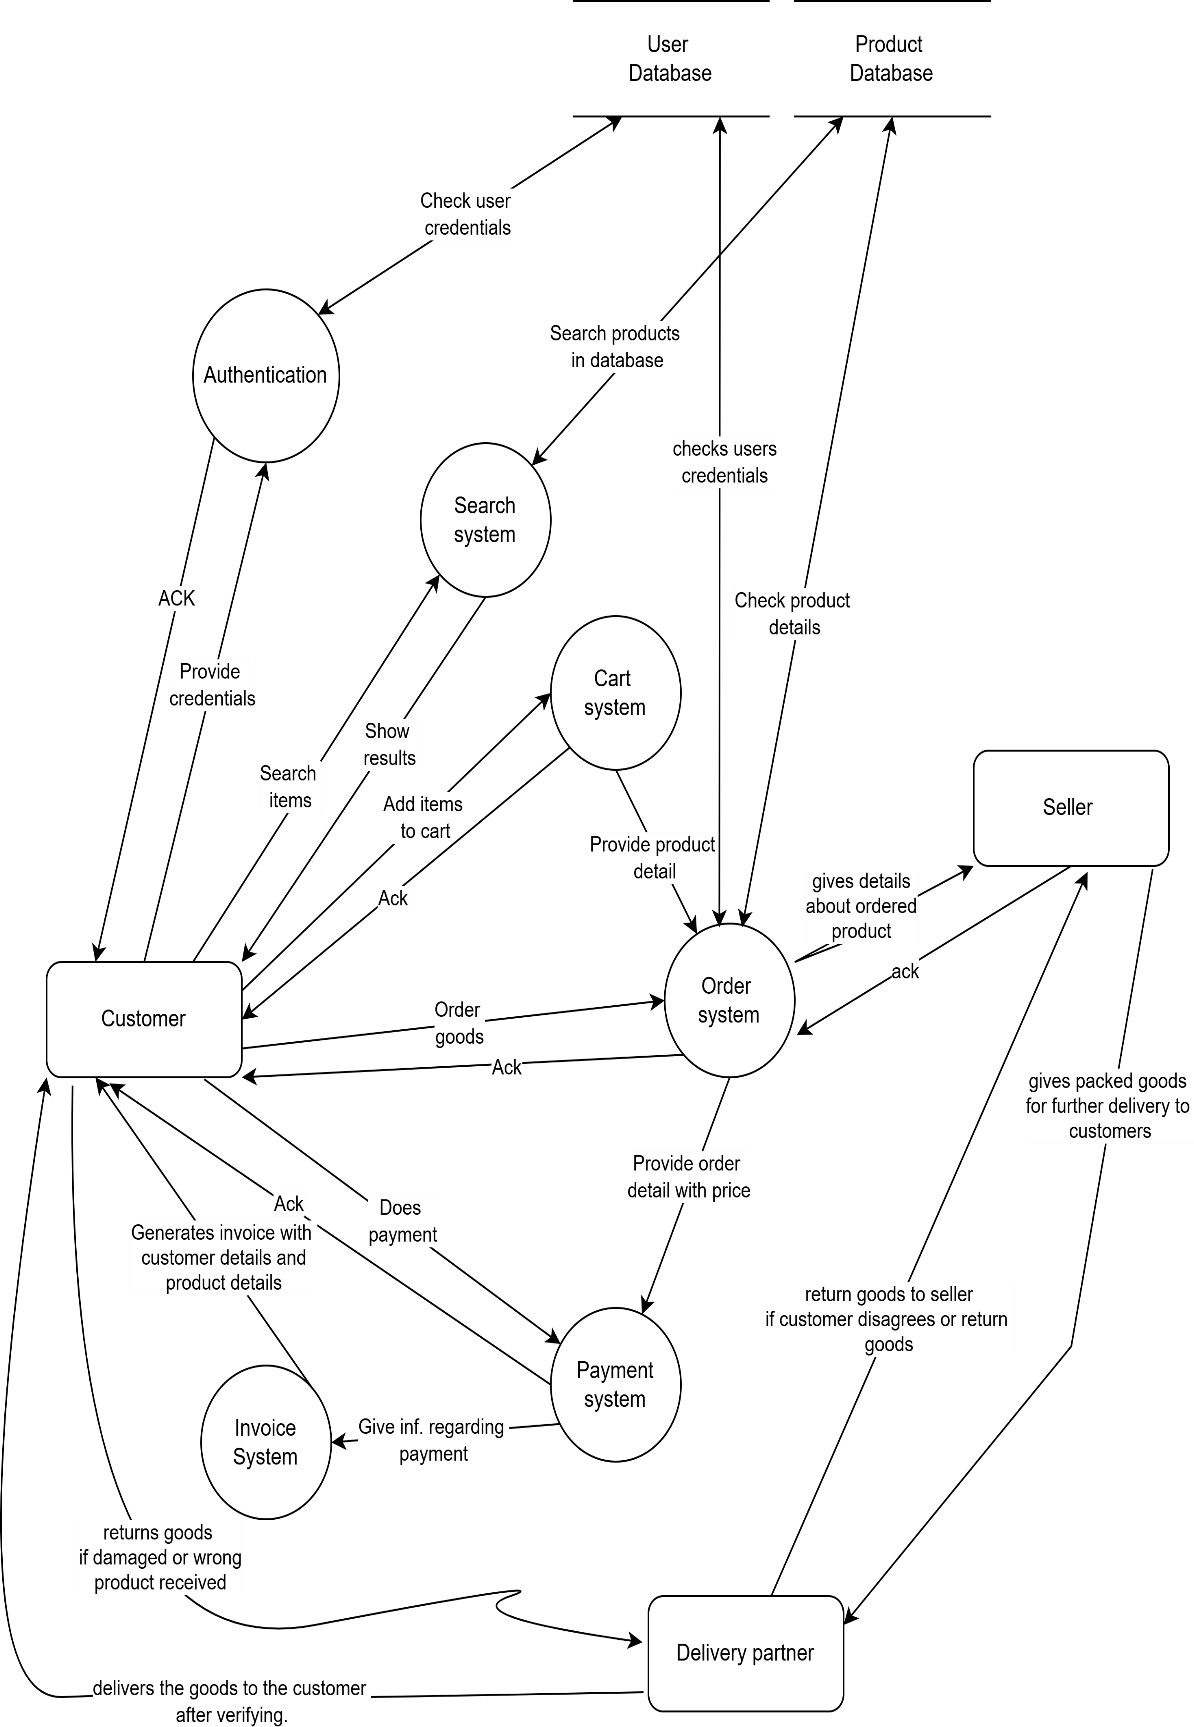 User
Database
Product
Database
Check user
credentials
Search products
in database
Authentication
checks users
credentials
Search
system
ACK
Check product
details
Provide
credentials
Cart
system
Show
results
Search
items
Add items
to cart
Seller
Provide product
detail
gives details
about ordered
product
Ack
ack
Order
system
Customer
Order
goods
Ack
gives packed goods
for further delivery to
customers
Provide order
detail with price
Ack
Does
payment
Generates invoice with
customer details and
product details
return goods to seller
if customer disagrees or return
goods
Payment
system
Invoice
System
Give inf. regarding
payment
returns goods
if damaged or wrong
product received
Delivery partner
delivers the goods to the customer
after verifying.